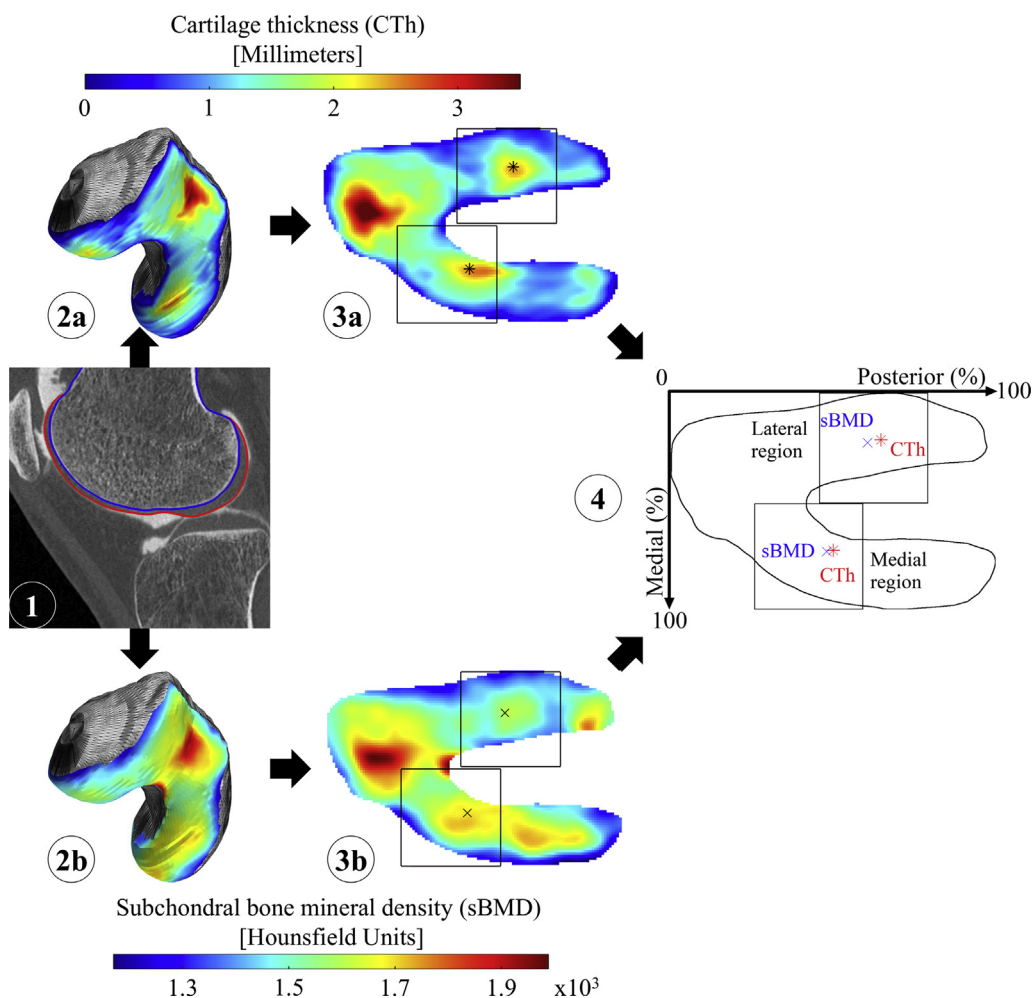 Cartilage thickness (CTh)
[Millimeters]
0 1 2 3
2a
3a
1
0
Posterior (%)
100
sBMD
Lateral
region
CTh
4
Medial (%)
sBMD
CTh
Medial
region
100
2b
3b
Subchondral bone mineral density (sBMD)
[Hounsfield Units]
1.3 1.5 1.7 1.9 x10³